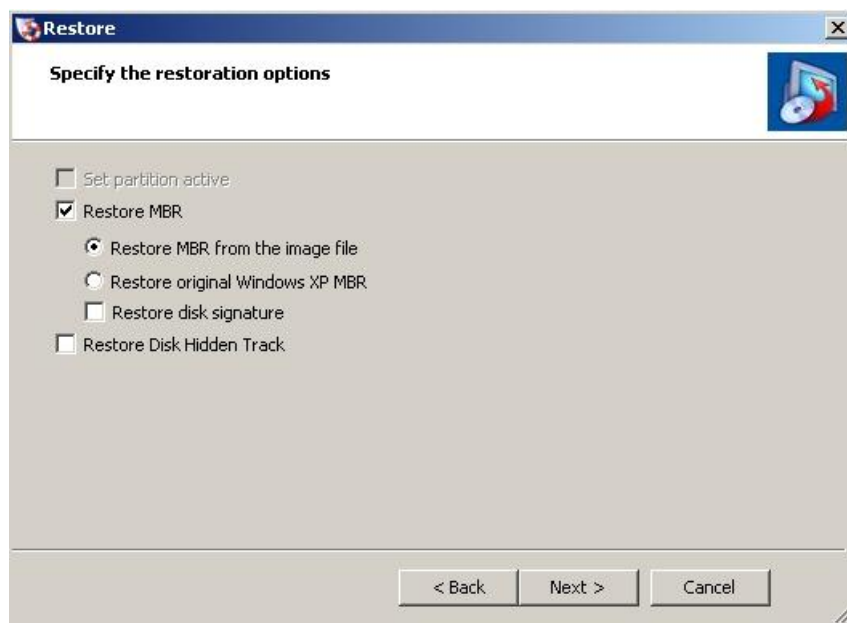 Restore
Specify the restoration options
Set partition active
Restore MBR
Restore MBR from the image file
Restore original Windows XP MBR
Restore disk signature
Restore Disk Hidden Track
< Back Next > Cancel